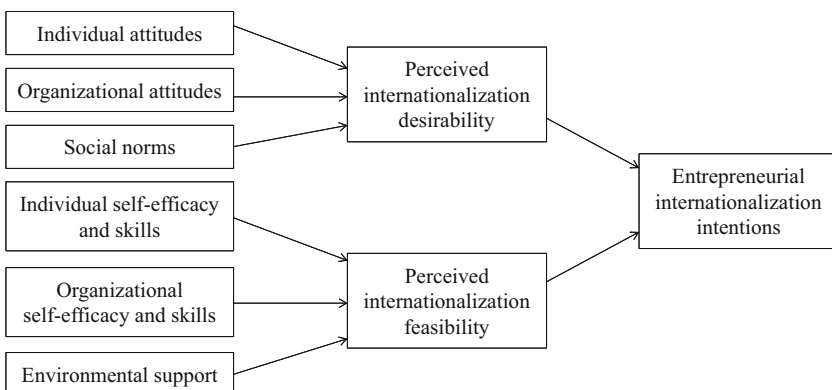 Individual attitudes
Organizational attitudes
Social norms
Individual self-efficacy
and skills
Organizational
self-efficacy and skills
Environmental support
Perceived
internationalization
desirability
Perceived
internationalization
feasibility
Entrepreneurial
internationalization
intentions